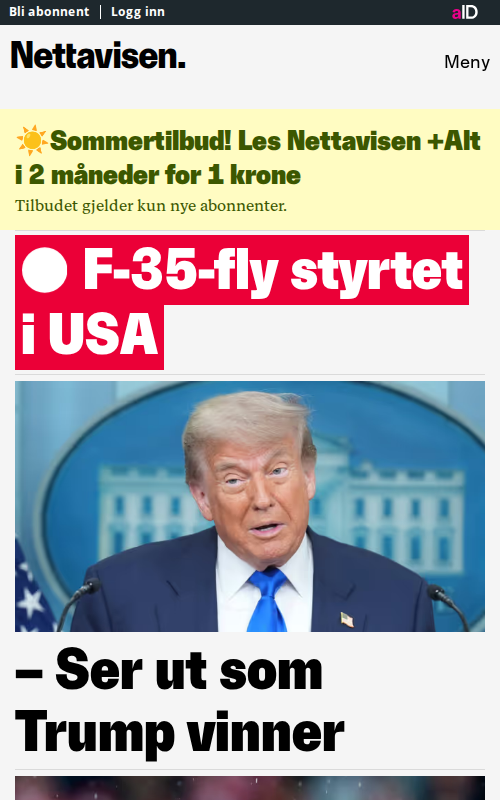 Bli abonnent
Logg inn
aID
Nettavisen.
Meny
☀️Sommertilbud! Les Nettavisen +Alt
i 2 måneder for 1 krone
Tilbudet gjelder kun nye abonnenter.
F-35-fly styrtet
i USA
– Ser ut som
Trump vinner